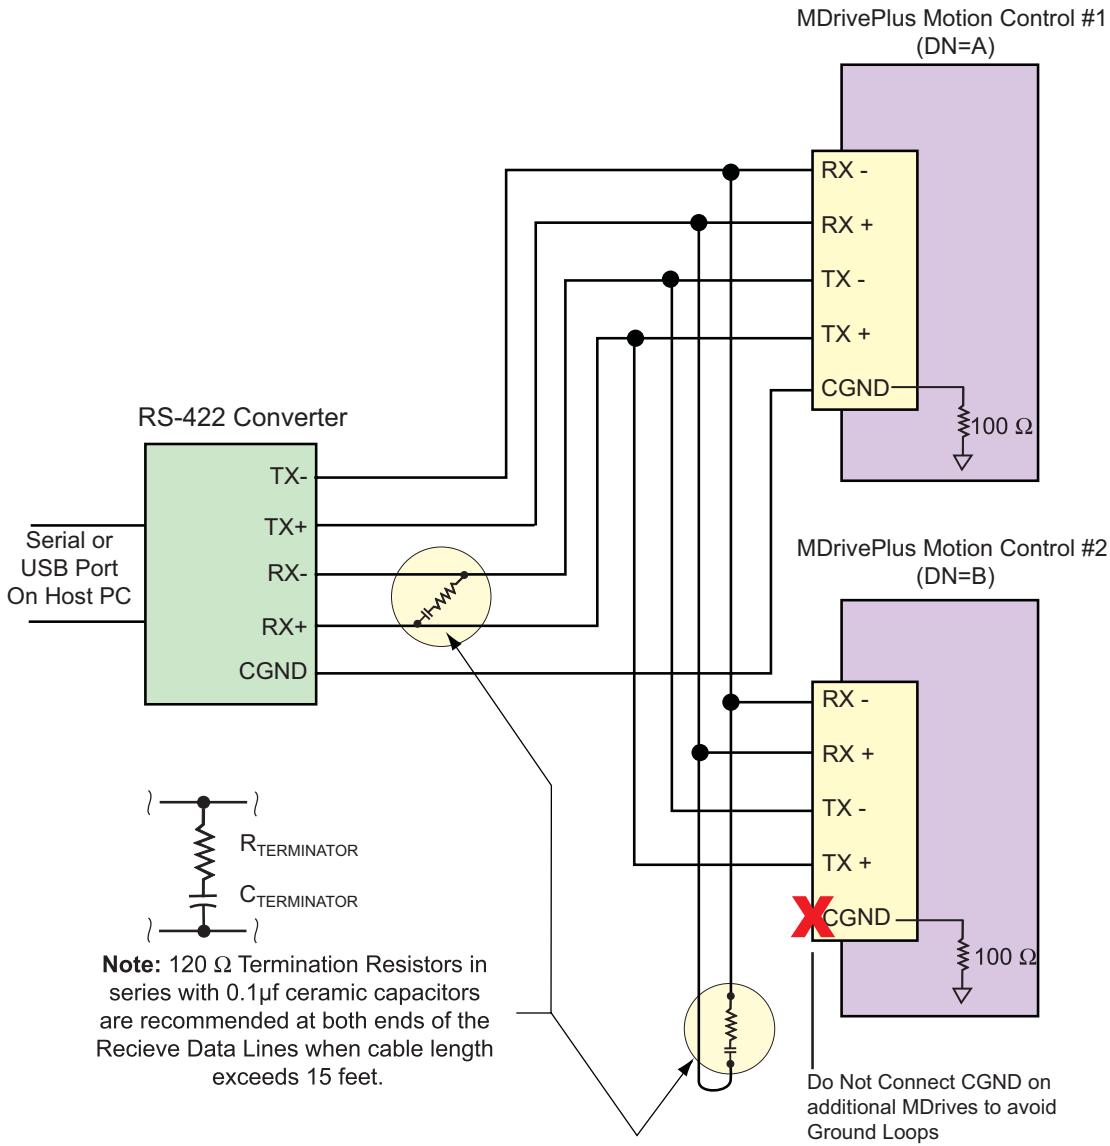 MDrivePlus Motion Control #1
(DN=A)
RX -
RX +
TX -
TX +
CGND
100 Ω
RS-422 Converter
TX-
TX+
RX-
RX+
CGND
Serial or
USB Port
On Host PC
MDrivePlus Motion Control #2
(DN=B)
RX -
RX +
TX -
TX +
CGND
100 Ω
R TERMINATOR
C TERMINATOR
Note: 120 Ω Termination Resistors in
series with 0.1µf ceramic capacitors
are recommended at both ends of the
Recieve Data Lines when cable length
exceeds 15 feet.
Do Not Connect CGND on
additional MDrives to avoid
Ground Loops